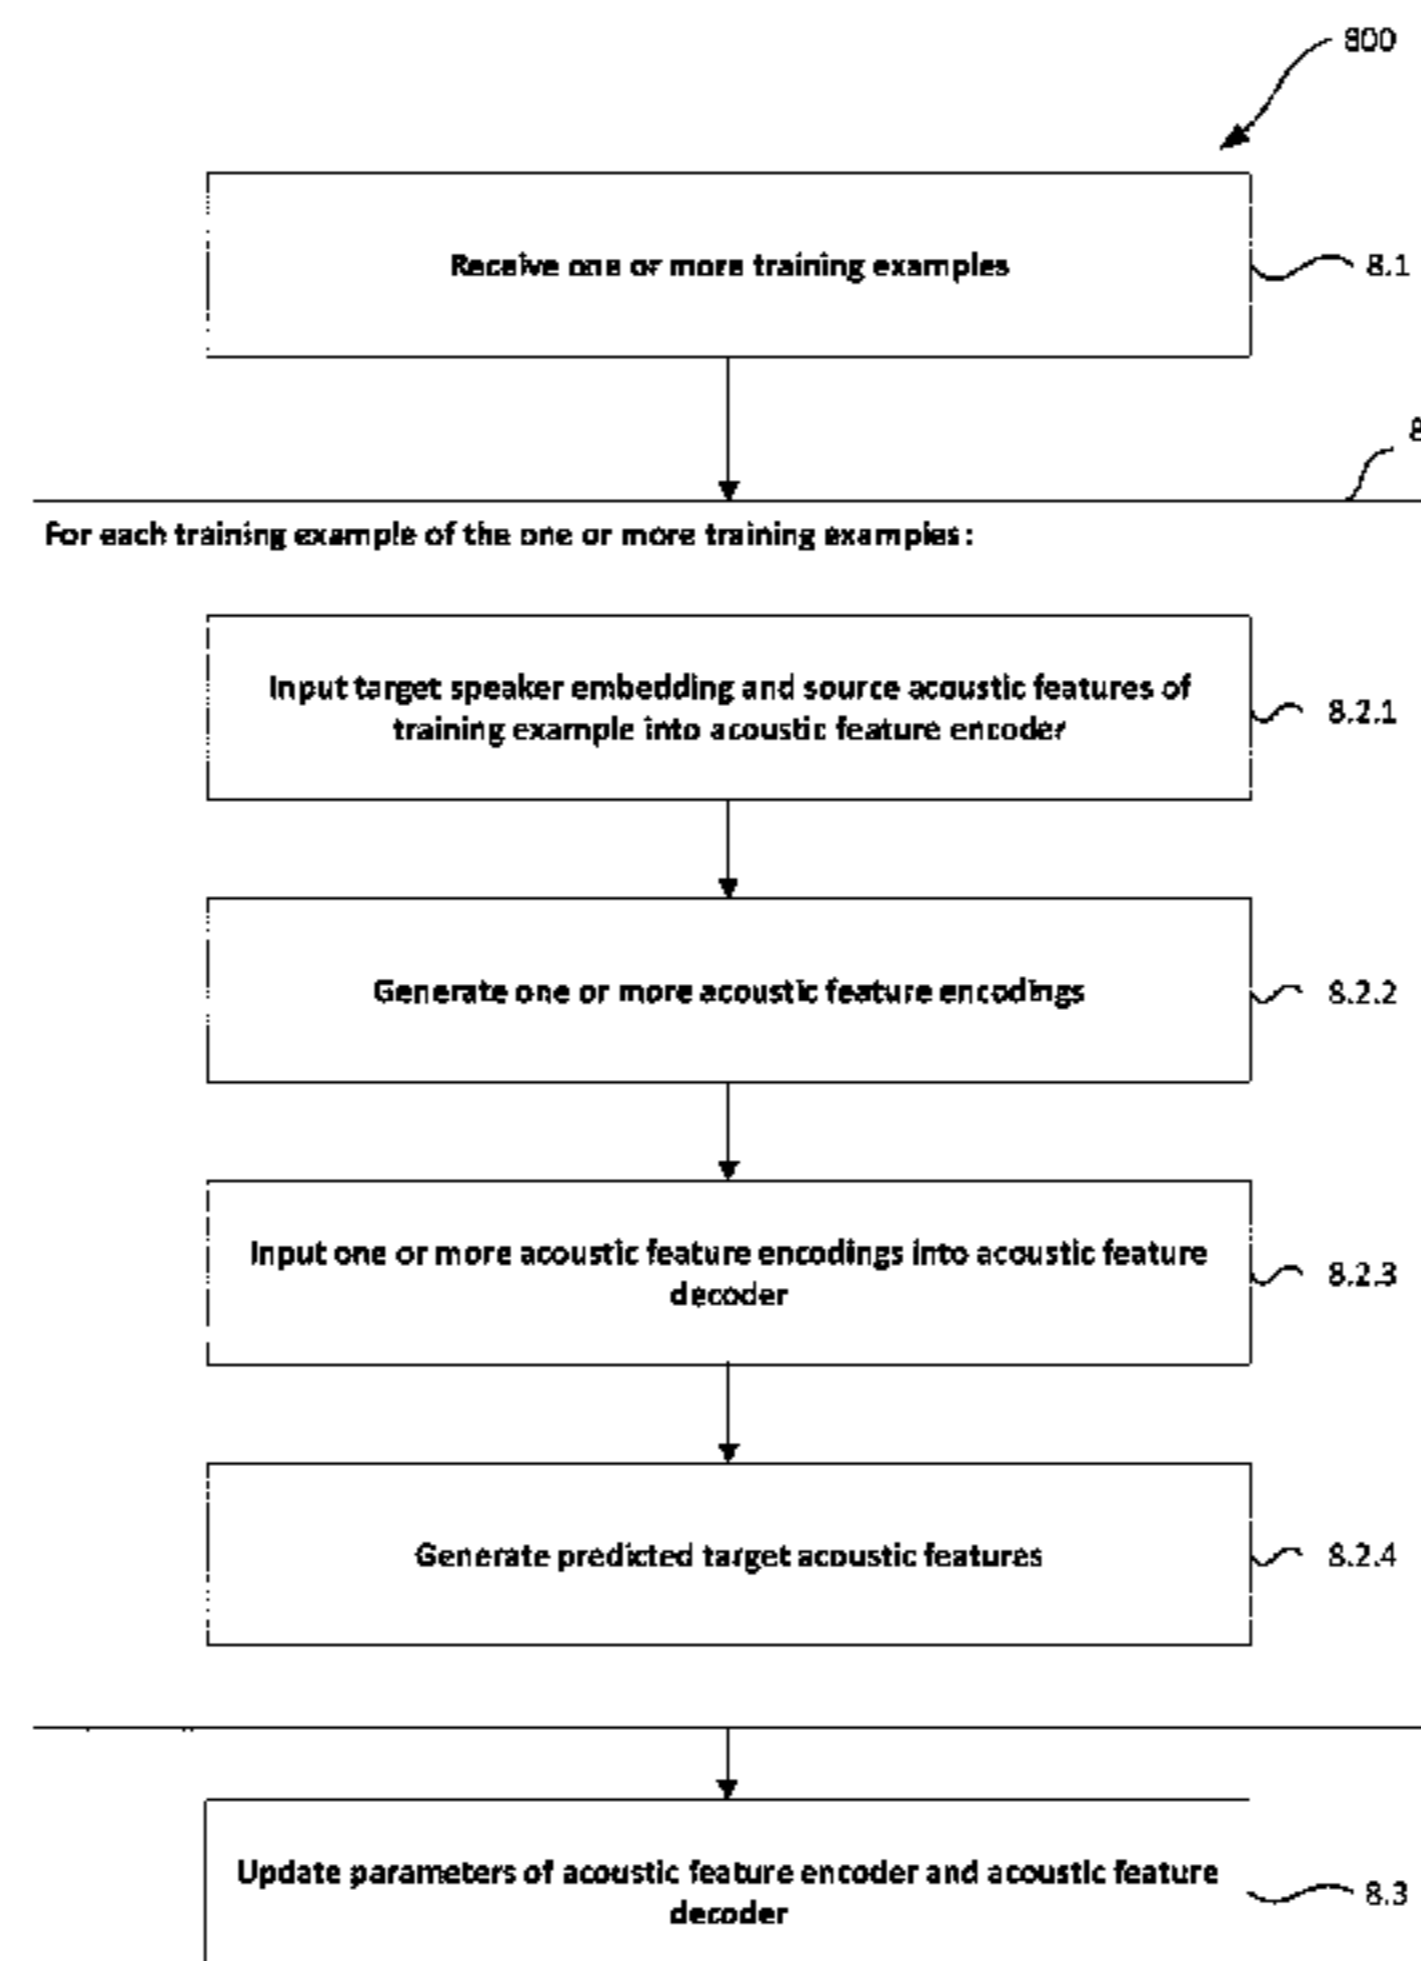 800
Receive one or more training examples
8.1
8
For each training example of the one or more training examples:
Input target speaker embedding and source acoustic features of
training example into acoustic feature encoder
8.2.1
Generate one or more acoustic feature encodings
8.2.2
Input one or more acoustic feature encodings into acoustic feature
decoder
8.2.3
Generate predicted target acoustic features
8.2.4
Update parameters of acoustic feature encoder and acoustic feature
decoder
8.3